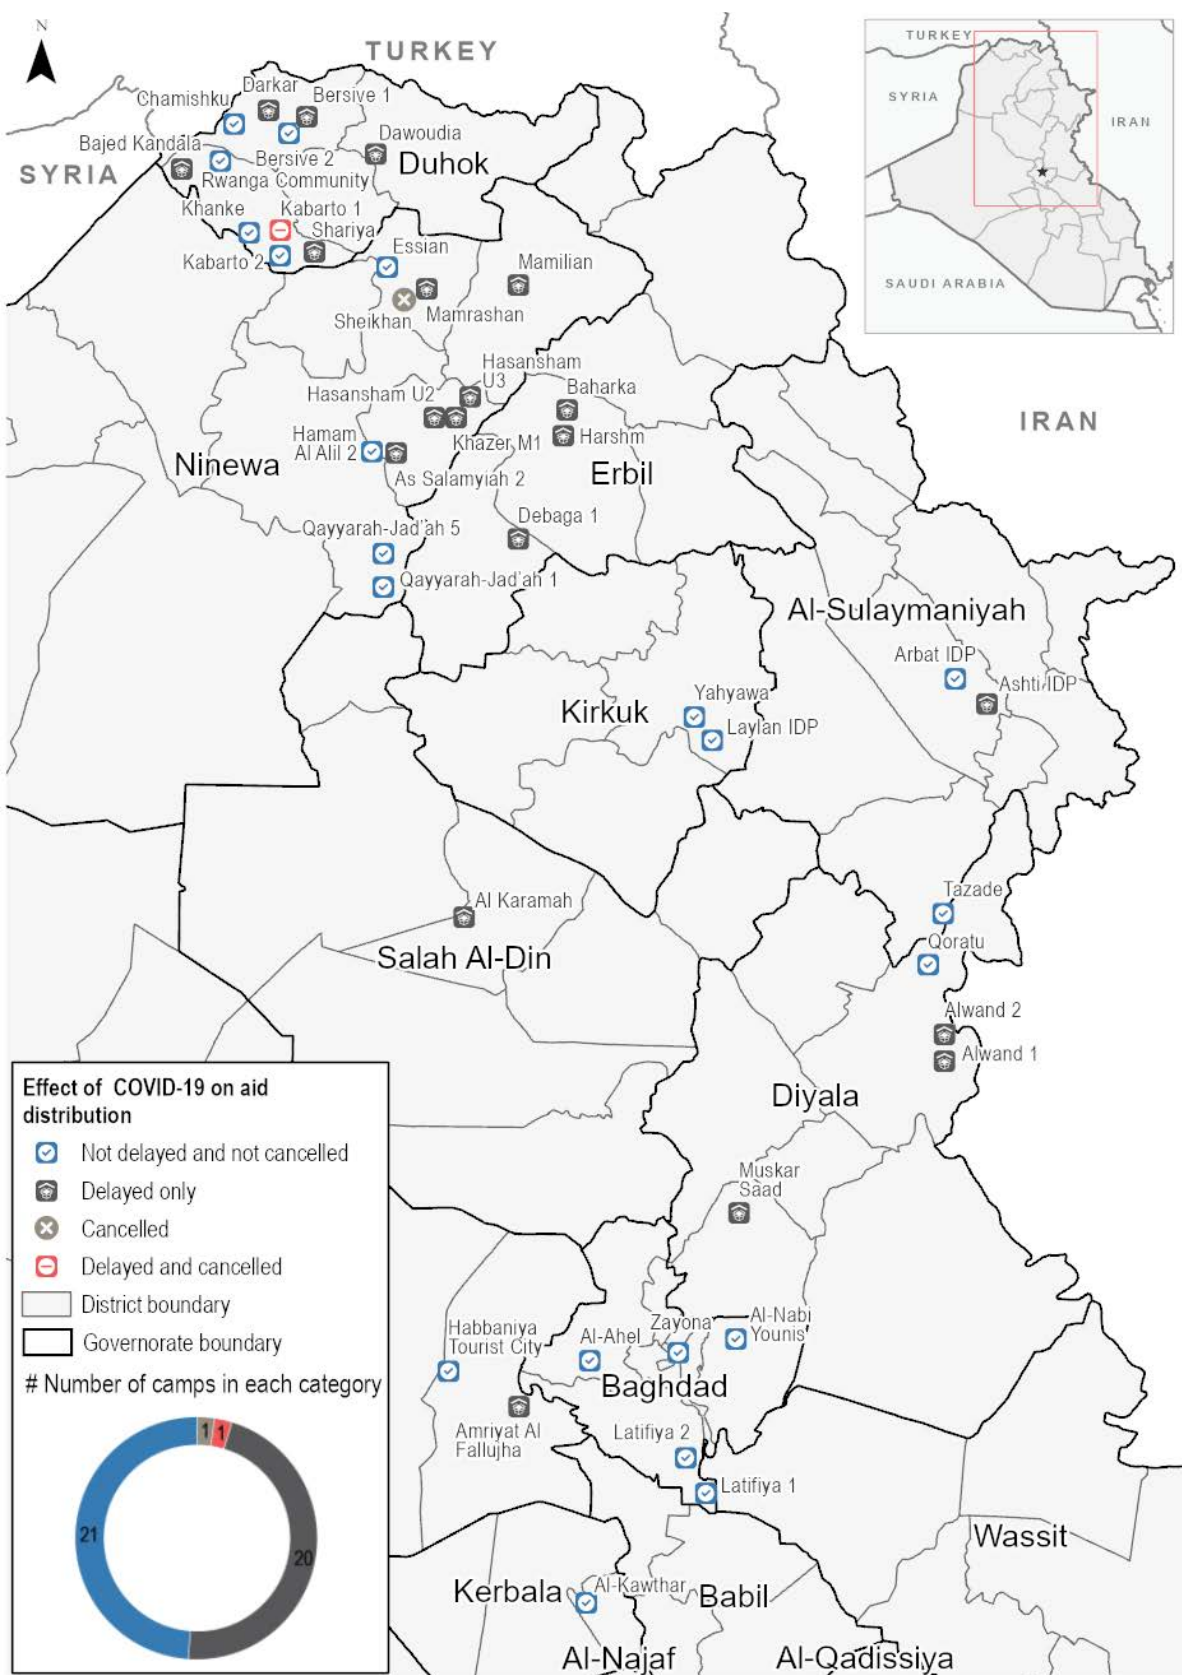 N
TURKEY
TURKEY
SYRIA
IRAN
SAUDI ARABIA
Darkar
Chamishku
Bersive 1
Bajed Kandala
Dawoudia
Bersive 2
Duhok
SYRIA
Rwanga Community
Khanke
Kabarto 1
Shariya
Kabarto 2
Essian
Mamilian
Sheikhan
Mamrashan
Hasansham
U3
Hasansham U2
Baharka
IRAN
Hamam
Al Alil 2
Khazer M1
Harshm
Ninewa
As Salamyiah 2
Erbil
Debaga 1
Qayyarah-Jad'ah 5
Qayyarah-Jad'ah 1
Al-Sulaymaniyah
Arbat IDP
Ashti IDP
Yahyawa
Kirkuk
Laylan IDP
Tazade
Al Karamah
Qoratu
Salah Al-Din
Alwand 2
Alwand 1
Diyala
Muskar
Saad
Habbaniya
Tourist City
Al-Ahel
Zayona
Al-Nabi
Younis
Baghdad
Amriyat Al
Fallujha
Latifiya 2
Latifiya 1
Wassit
Kerbala
Al-Kawthar
Babil
Al-Najaf
Al-Qadissiya
Effect of COVID-19 on aid
distribution
Not delayed and not cancelled
Delayed only
Cancelled
Delayed and cancelled
District boundary
Governorate boundary
# Number of camps in each category
1
1
21
20